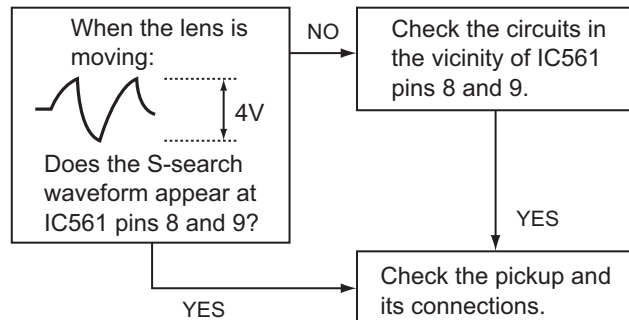 When the lens is
moving:
4V
Does the S-search
waveform appear at
IC561 pins 8 and 9?
NO
Check the circuits in
the vicinity of IC561
pins 8 and 9.
YES
YES
Check the pickup and
its connections.